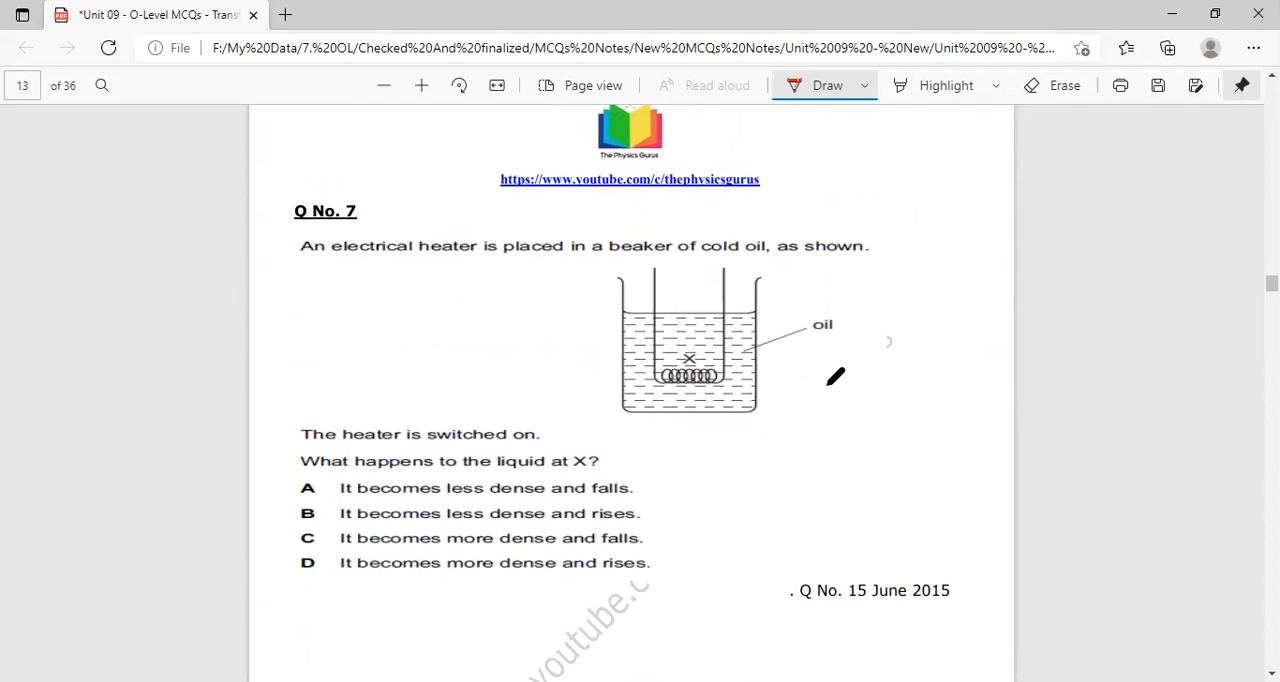 *Unit 09 - O-Level MCQs - Trans
File F:/My%20Data/7.%20OL/Checked%20And%20finalized/MCQs%20Notes/New%20MCQs%20Notes/Unit%2009%20-%20New/Unit%2009%20-%2...
13 of 36 Page view Read aloud Draw Highlight Erase
The Physics Gurus
https://www.youtube.com/c/thephysicsgurus
Q No. 7
An electrical heater is placed in a beaker of cold oil, as shown.
oil
X
The heater is switched on.
What happens to the liquid at X?
A It becomes less dense and falls.
B It becomes less dense and rises.
C It becomes more dense and falls.
D It becomes more dense and rises.
. Q No. 15 June 2015
youtube.c